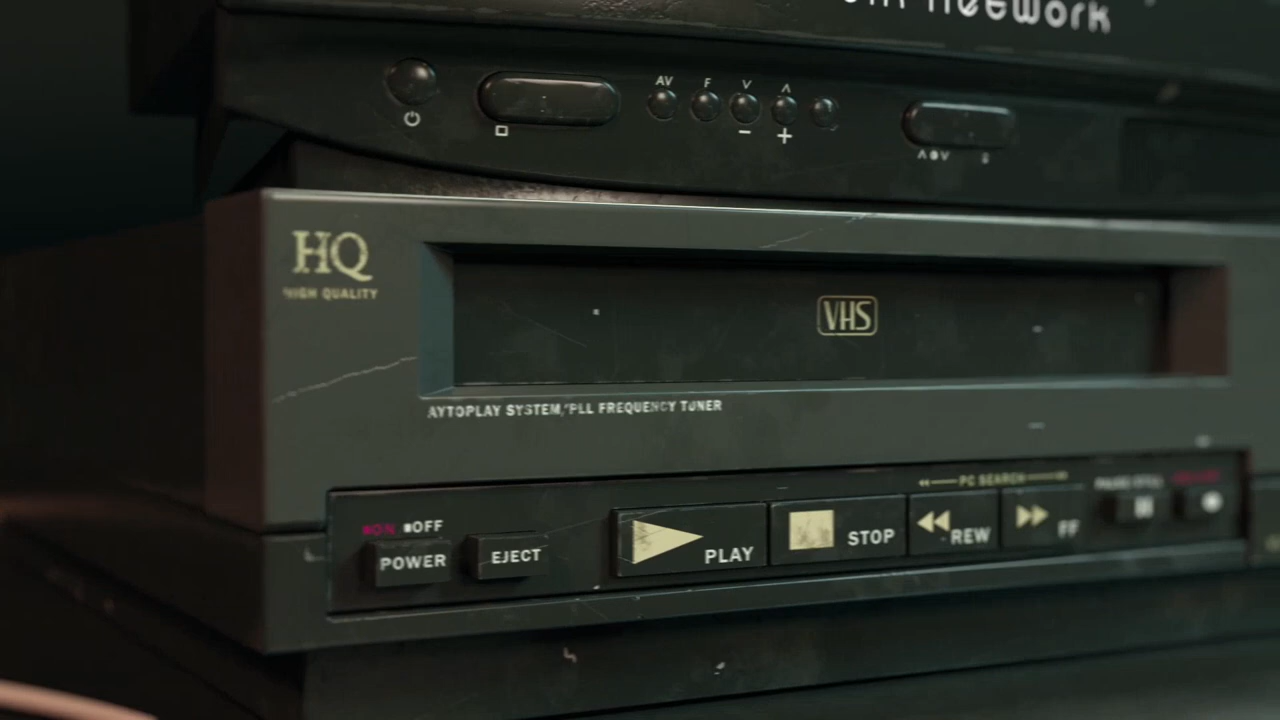 AV F
HQ
HIGH QUALITY
VHS
AYTOPLAY SYSTEM, PLL FREQUENCY TUNER
PC SEARCH
ON OFF
POWER EJECT PLAY STOP REW FF